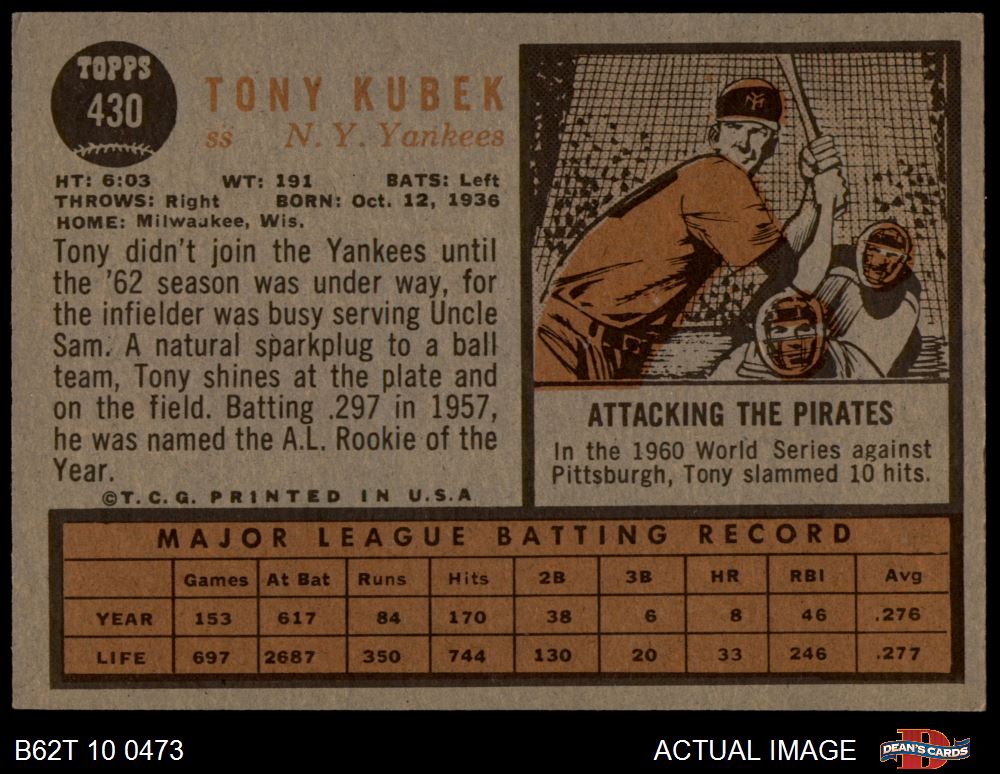 TOPPS
430
TONY KUBEK
ss N. Y. Yankees
HT: 6:03 WT: 191 BATS: Left
THROWS: Right BORN: Oct. 12, 1936
HOME: Milwaukee, Wis.
Tony didn't join the Yankees until
the '62 season was under way, for
the infielder was busy serving Uncle
Sam. A natural sparkplug to a ball
team, Tony shines at the plate and
on the field. Batting .297 in 1957,
he was named the A.L. Rookie of the
Year.
©T. C. G. PRINTED IN U.S.A
NY
ATTACKING THE PIRATES
In the 1960 World Series against
Pittsburgh, Tony slammed 10 hits.
MAJOR LEAGUE BATTING RECORD
Games At Bat Runs Hits 2B 3B HR RBI Avg
YEAR 153 617 84 170 38 6 8 46 .276
LIFE 697 2687 350 744 130 20 33 246 .277
B62T 10 0473 ACTUAL IMAGE DEAN'S CARDS